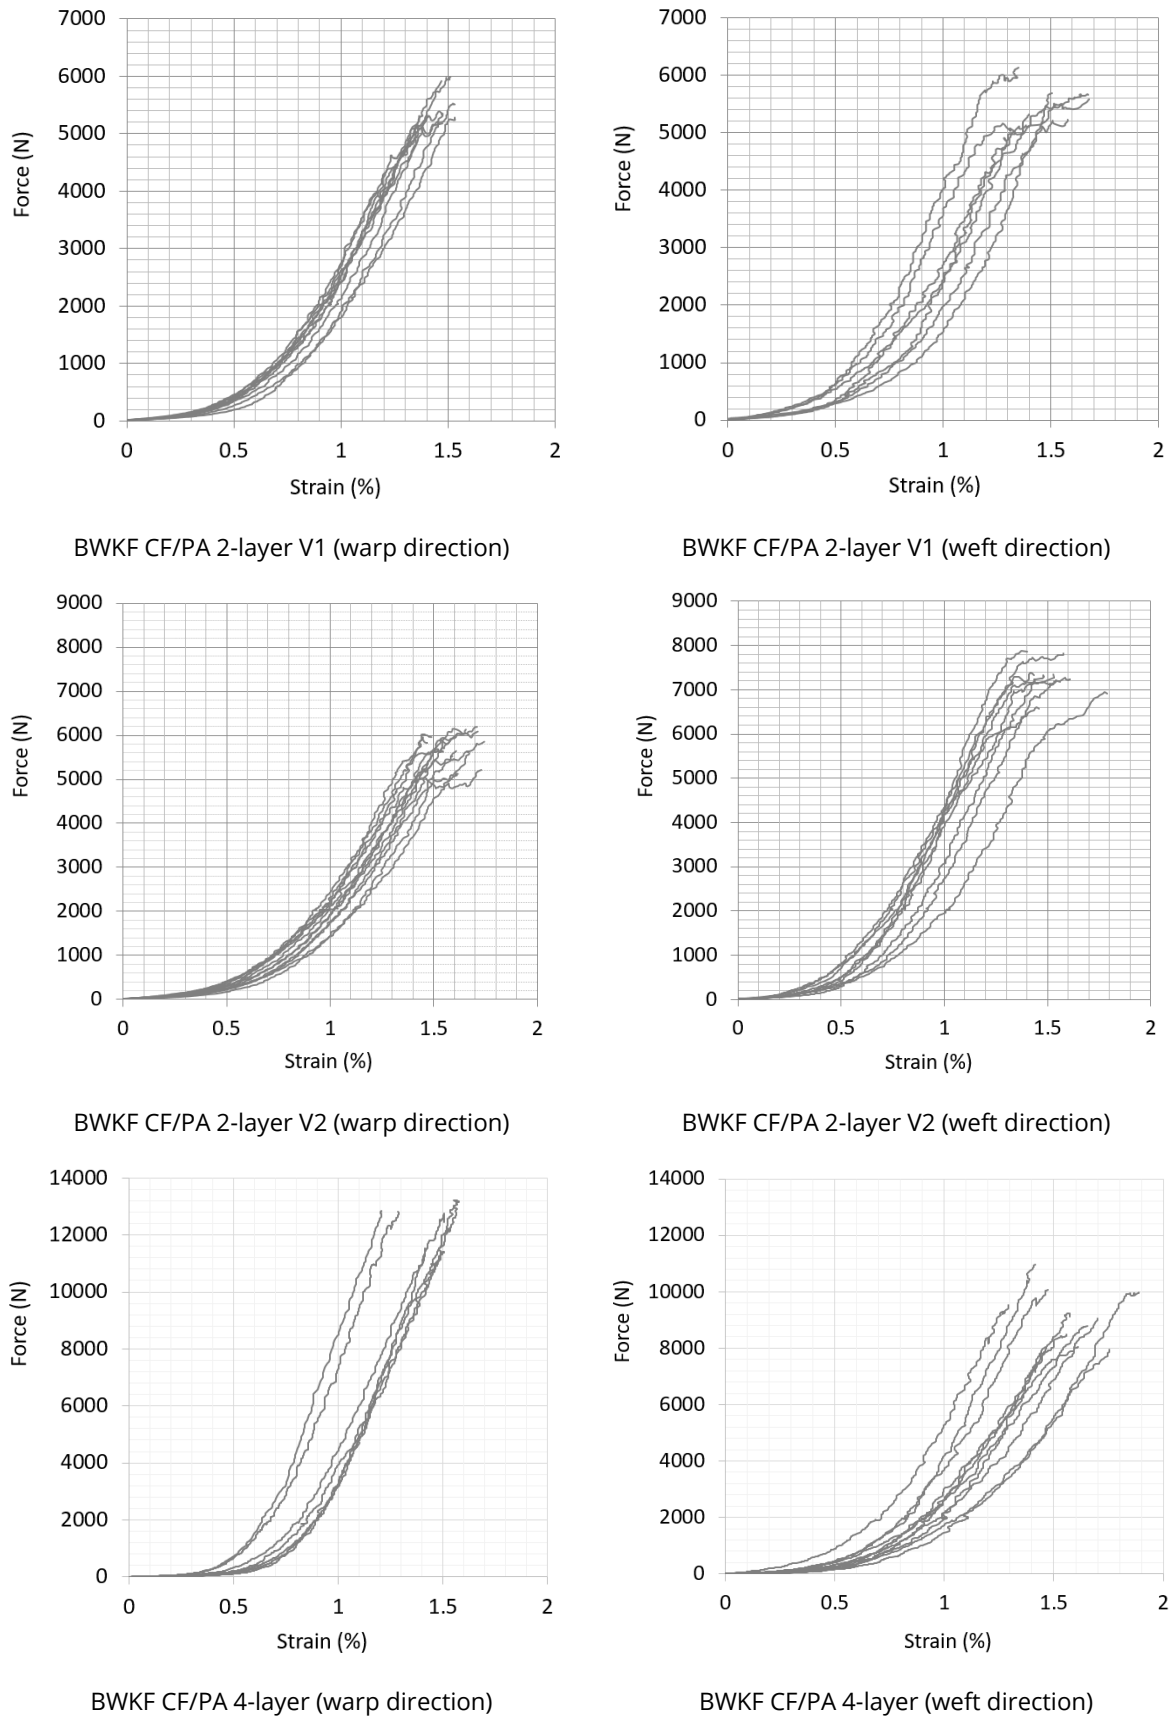 7000
6000
5000
4000
3000
2000
1000
0
Force (N)
0 0.5 1 1.5 2
Strain (%)
BWKF CF/PA 2-layer V1 (warp direction)
7000
6000
5000
4000
3000
2000
1000
0
Force (N)
0 0.5 1 1.5 2
Strain (%)
BWKF CF/PA 2-layer V1 (weft direction)
9000
8000
7000
6000
5000
4000
3000
2000
1000
0
Force (N)
0 0.5 1 1.5 2
Strain (%)
BWKF CF/PA 2-layer V2 (warp direction)
9000
8000
7000
6000
5000
4000
3000
2000
1000
0
Force (N)
0 0.5 1 1.5 2
Strain (%)
BWKF CF/PA 2-layer V2 (weft direction)
14000
12000
10000
8000
6000
4000
2000
0
Force (N)
0 0.5 1 1.5 2
Strain (%)
BWKF CF/PA 4-layer (warp direction)
14000
12000
10000
8000
6000
4000
2000
0
Force (N)
0 0.5 1 1.5 2
Strain (%)
BWKF CF/PA 4-layer (weft direction)